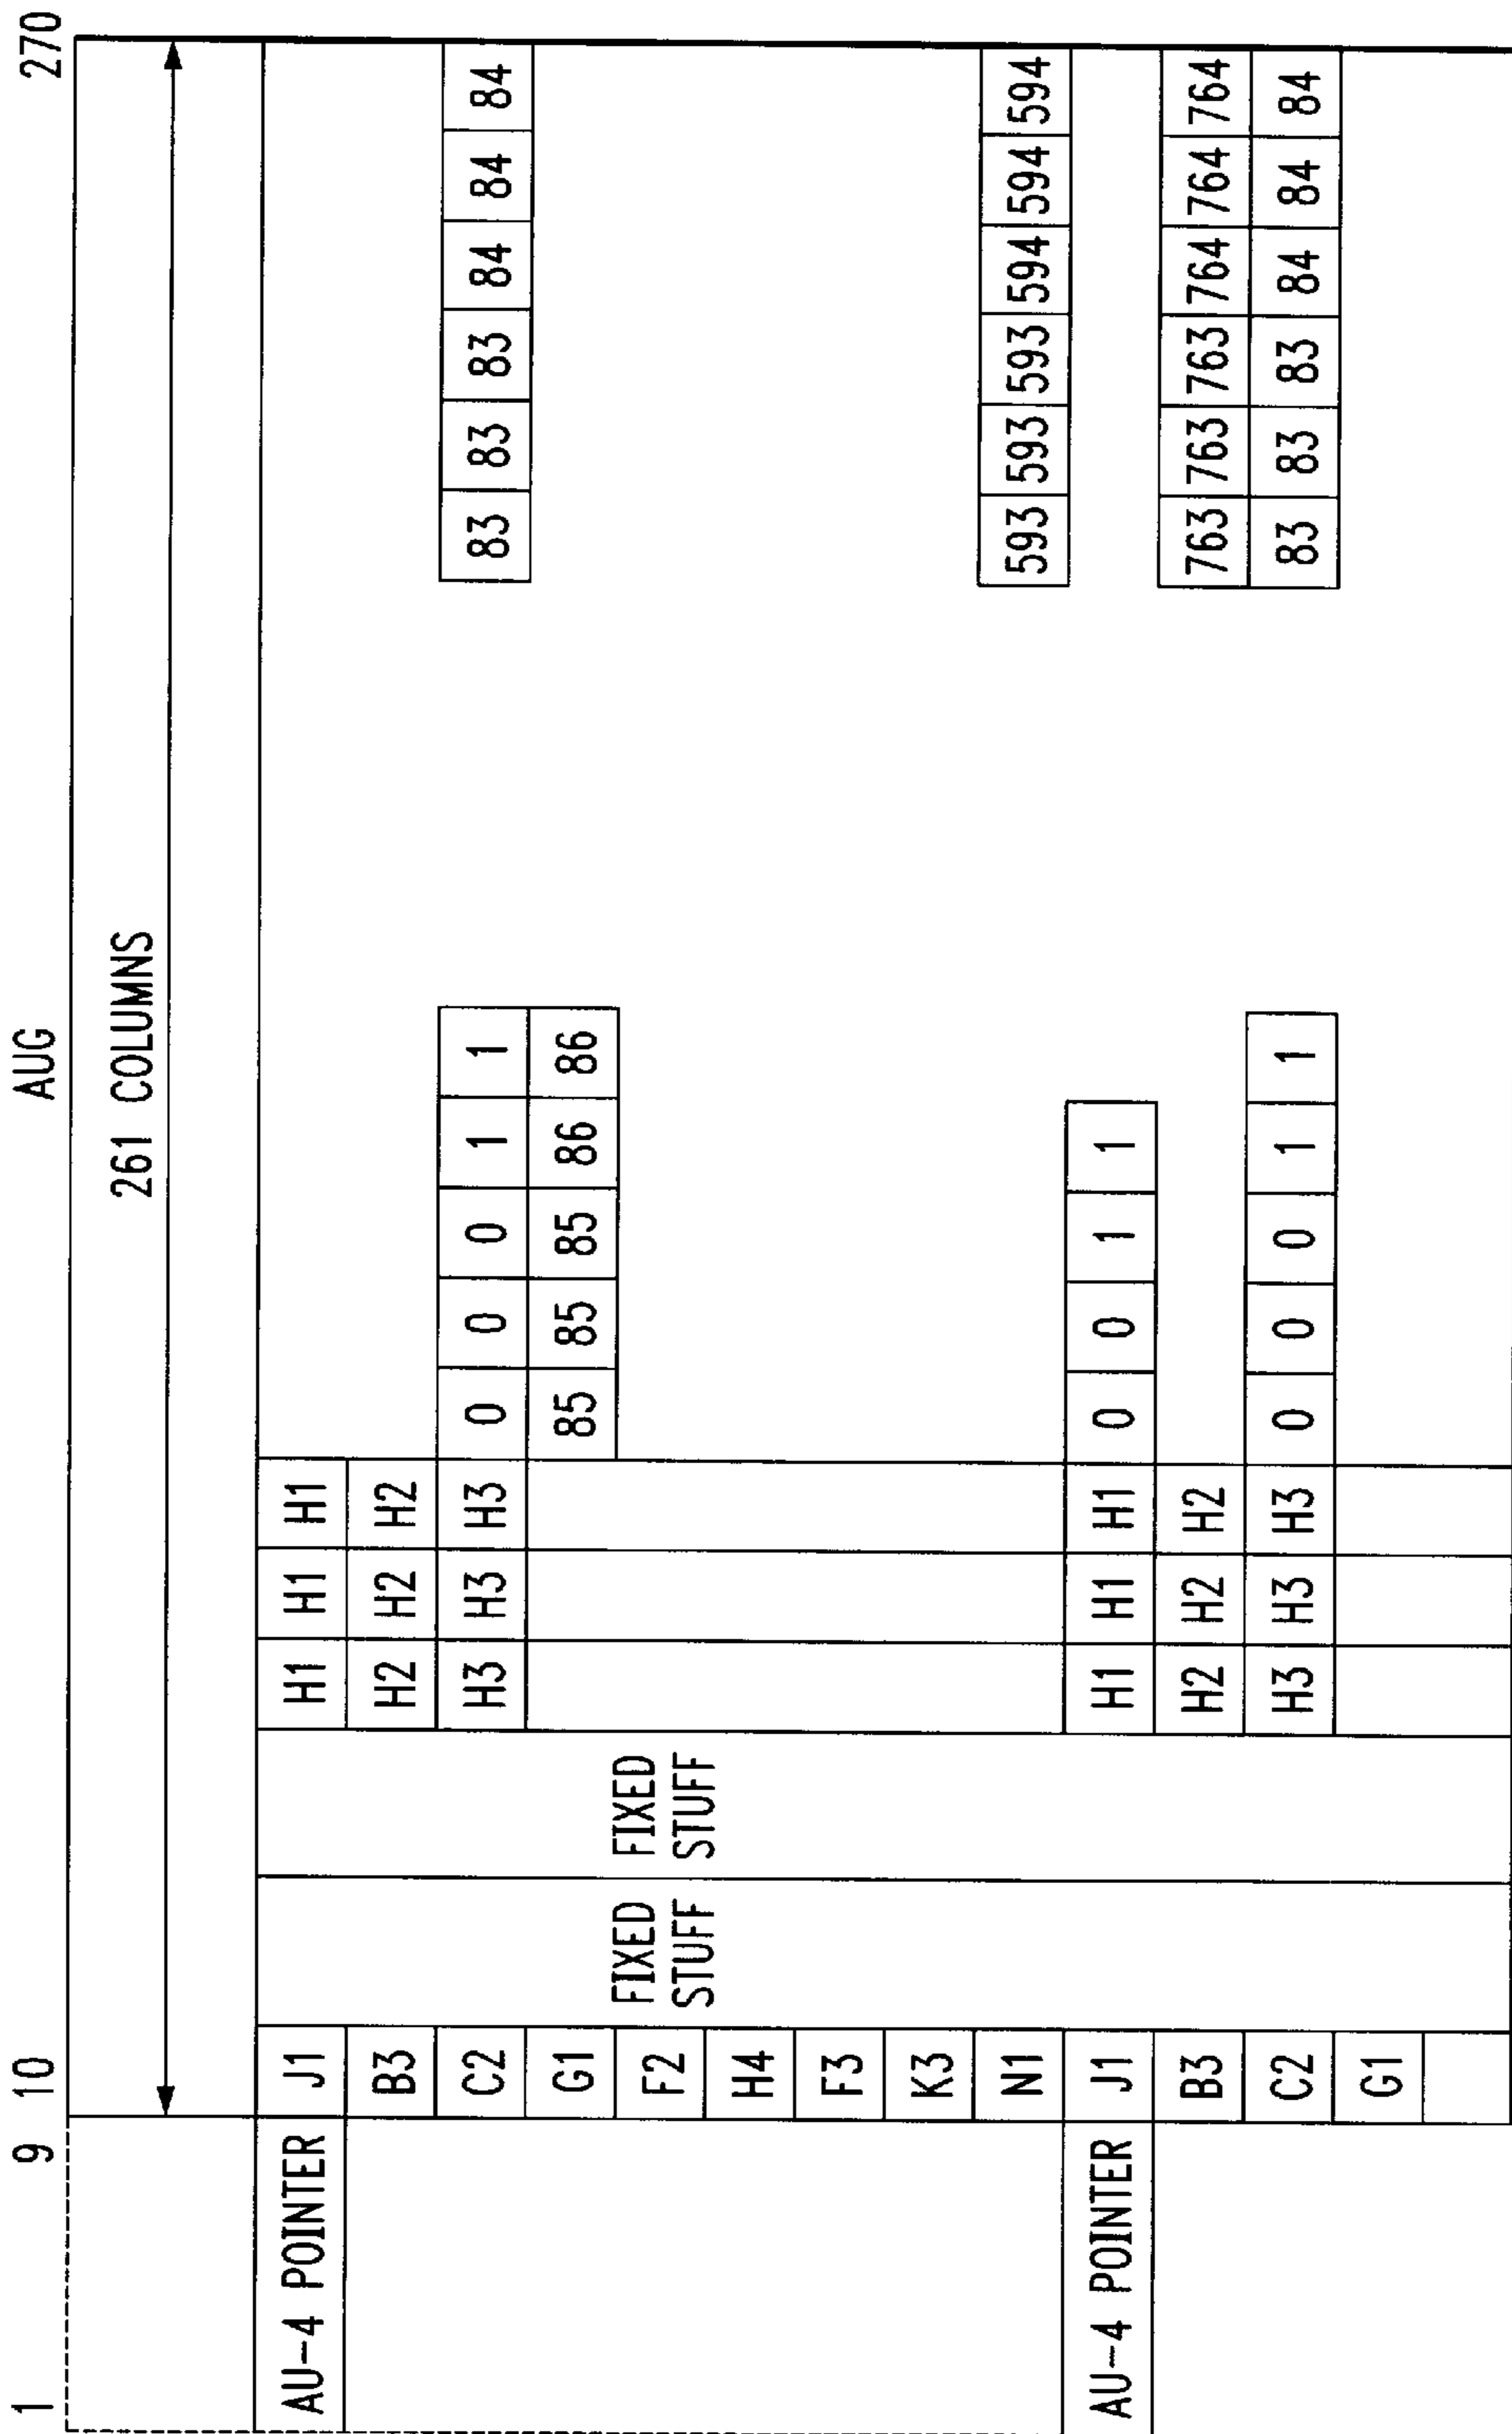 1 9 10 AUG 270
261 COLUMNS
AU-4 POINTER J1 H1 H1 H1
B3 H2 H2 H2
C2 H3 H3 H3 0 0 0 1 1 83 83 83 84 84 84
G1 85 85 85 86 86
F2 FIXED FIXED
STUFF STUFF
H4
F3
K3
N1 593 593 593 594 594 594
AU-4 POINTER J1 H1 H1 H1 0 0 1 1
B3 H2 H2 H2 763 763 763 764 764 764
C2 H3 H3 H3 0 0 0 1 1 83 83 83 84 84 84
G1